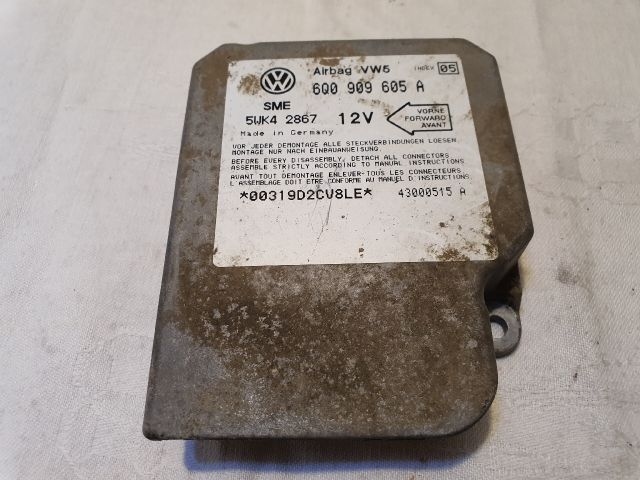 Airbag VW5 INDEX 05
6Q0 909 605 A
SME
5WK4 2867 12V
VORNE
FORWARD
AVANT
Made in Germany
VOR JEDER DEMONTAGE ALLE STECKVERBINDUNGEN LOESEN
MONTAGE NUR NACH EINBAUANWEISUNG.
BEFORE EVERY DISASSEMBLY, DETACH ALL CONNECTORS
ASSEMBLE STRICTLY ACCORDING TO MANUAL INSTRUCTIONS
AVANT TOUT DEMONTAGE ENLEVER-TOUS LES CONNECTEURS
L'ASSEMBLAGE DOIT ETRE CONFORME AU MANUEL D'INSTRUCTIONS.
*00319D2CV8LE* 43000515 A